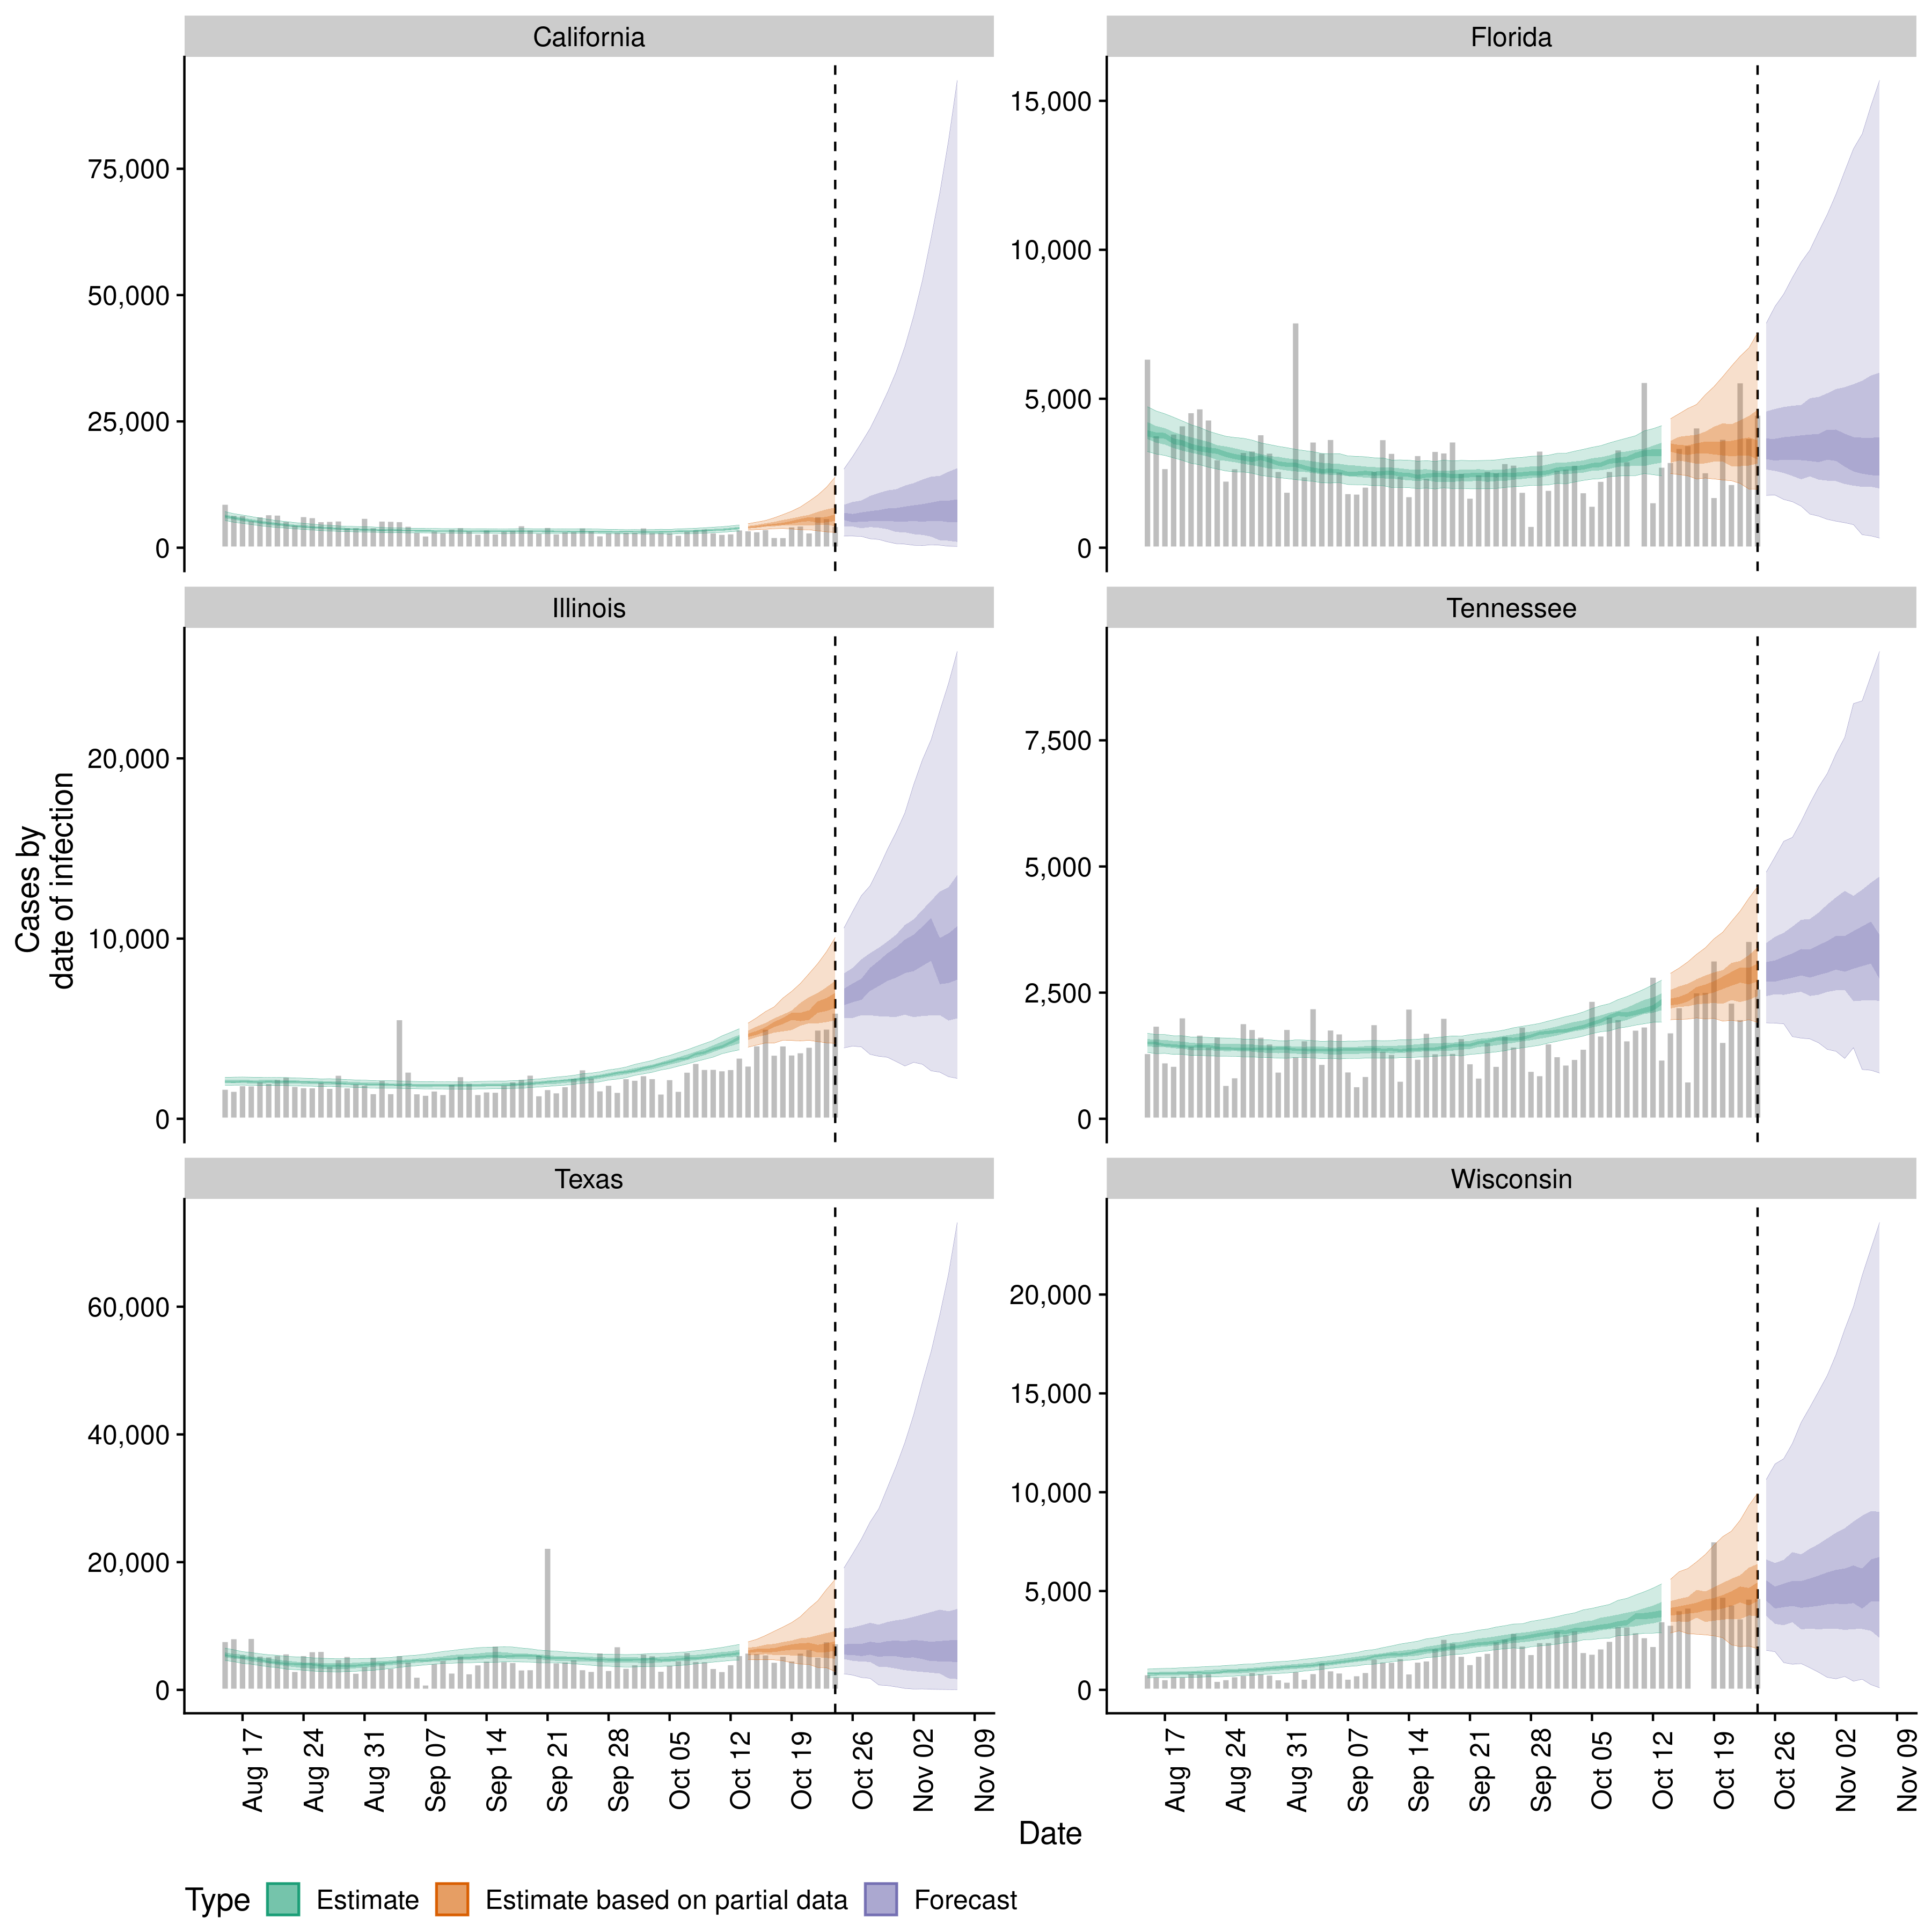 California
Florida
75,000
50,000
25,000
0
15,000
10,000
5,000
0
Illinois
Tennessee
20,000
10,000
0
7,500
5,000
2,500
0
Cases by
date of infection
Texas
Wisconsin
60,000
40,000
20,000
0
20,000
15,000
10,000
5,000
0
Aug 17
Aug 24
Aug 31
Sep 07
Sep 14
Sep 21
Sep 28
Oct 05
Oct 12
Oct 19
Oct 26
Nov 02
Nov 09
Aug 17
Aug 24
Aug 31
Sep 07
Sep 14
Sep 21
Sep 28
Oct 05
Oct 12
Oct 19
Oct 26
Nov 02
Nov 09
Date
Type Estimate Estimate based on partial data Forecast